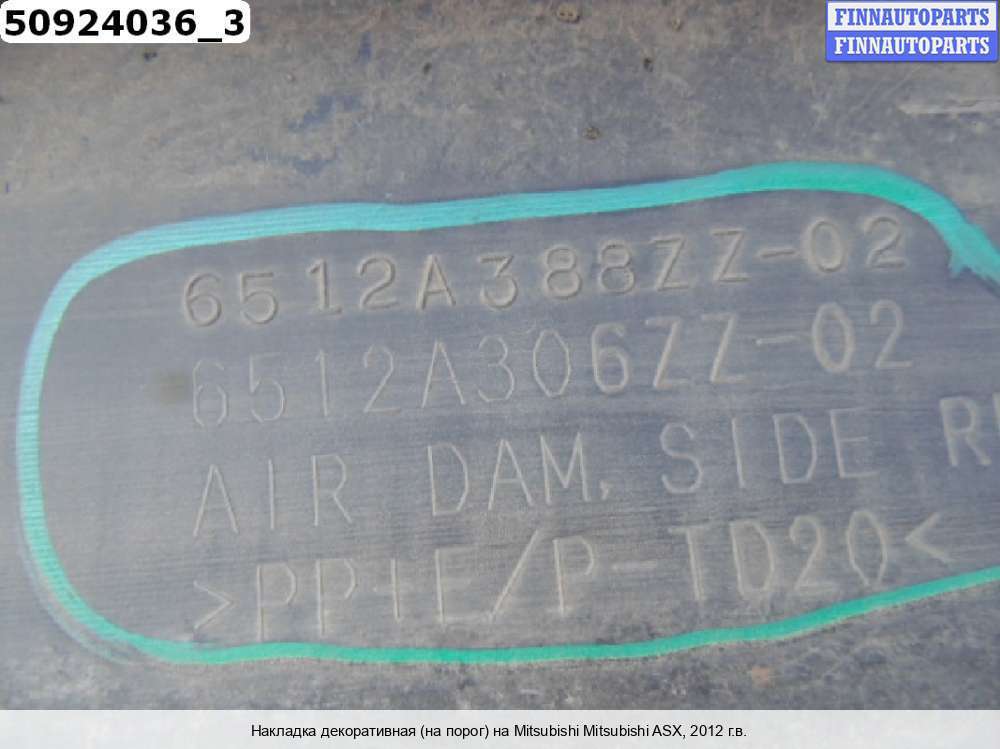 50924036_3
FINNAUTOPARTS
FINNAUTOPARTS
6512A388ZZ-02
6512A306ZZ-02
AIR DAM, SIDE
>PP+E/P-TD20<
Накладка декоративная (на порог) на Mitsubishi Mitsubishi ASX, 2012 г.в.